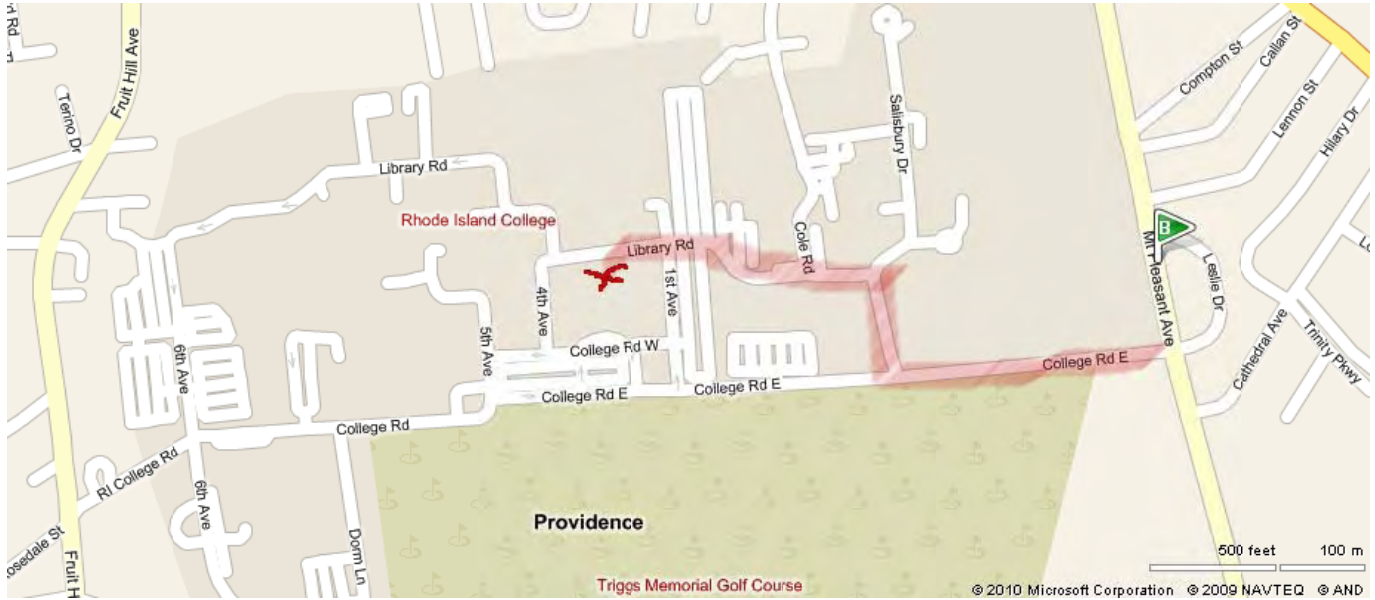 Rd
Rd
Fruit Hill Ave
Terino Dr
Library Rd
Rhode Island College
Library Rd
Cole Rd
Salisbury Dr
Compton St
Callan St
Lennon St
Hilary Dr
B
Mt Pleasant Ave
Leslie Dr
1st Ave
4th Ave
5th Ave
6th Ave
College Rd W
College Rd E
College Rd E
College Rd E
Cathedral Ave
Trinity Pkwy
College Rd
RI College Rd
6th Ave
Dorm Ln
osedale St
Fruit H
Providence
Triggs Memorial Golf Course
500 feet
100 m
© 2010 Microsoft Corporation © 2009 NAVTEQ © AND